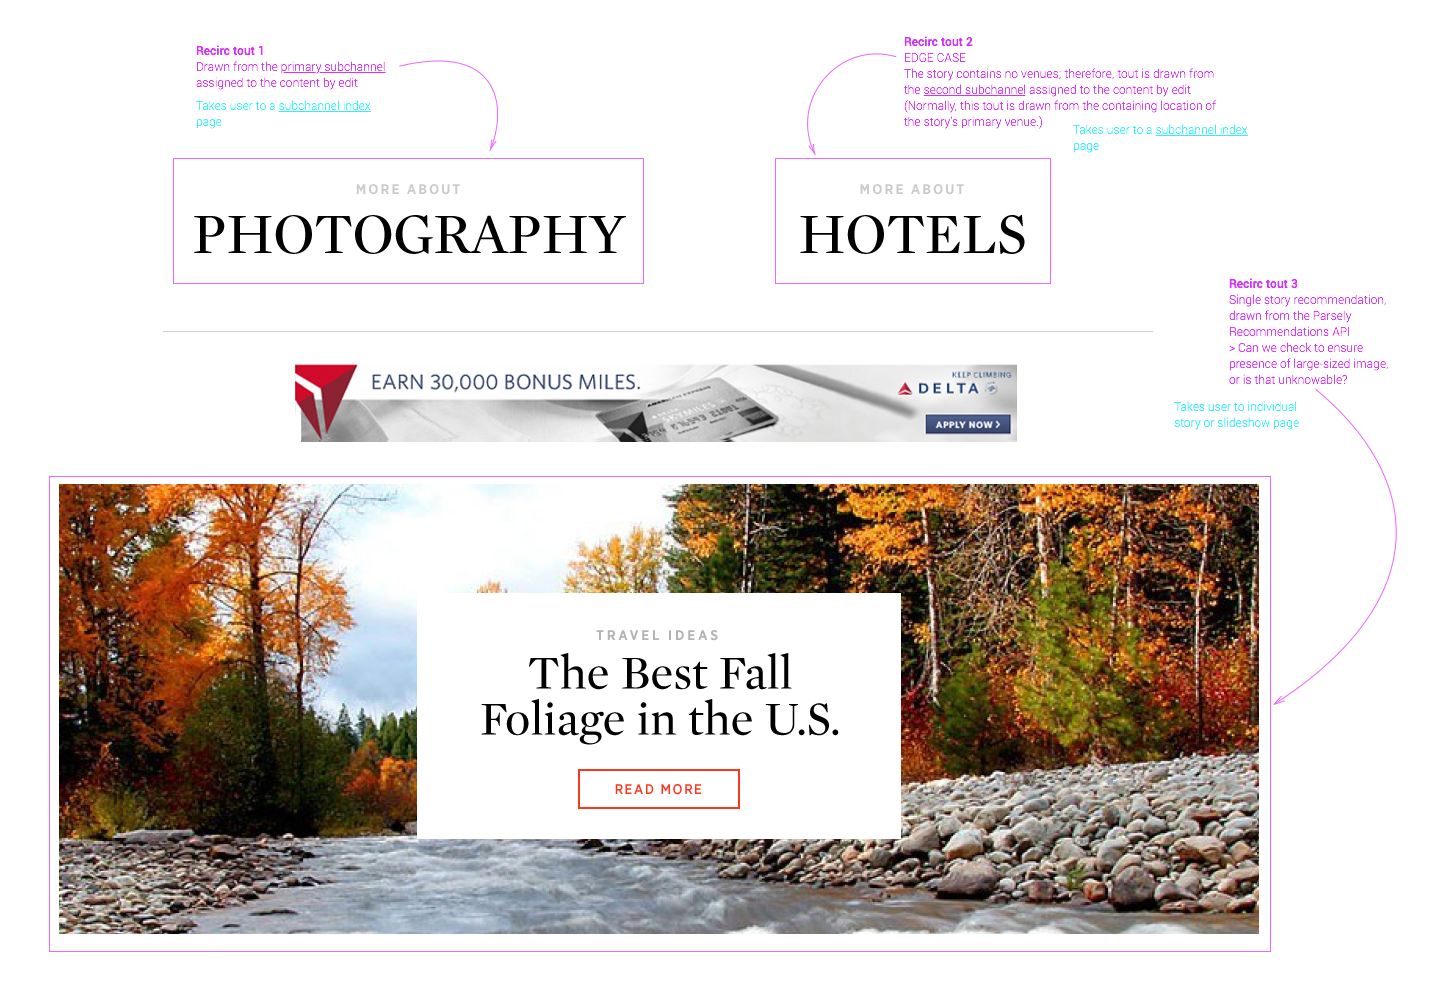 Recirc tout 1
Drawn from the primary subchannel
assigned to the content by edit
Takes user to a subchannel index
page
Recirc tout 2
EDGE CASE
The story contains no venues; therefore, tout is drawn from
the second subchannel assigned to the content by edit
(Normally, this tout is drawn from the containing location of
the story's primary venue.)
Takes user to a subchannel index
page
MORE ABOUT
PHOTOGRAPHY
MORE ABOUT
HOTELS
Recirc tout 3
Single story recommendation,
drawn from the Parsely
Recommendations API
> Can we check to ensure
presence of large-sized image,
or is that unknowable?
Takes user to individual
story or slideshow page
EARN 30,000 BONUS MILES.
KEEP CLIMBING
DELTA
APPLY NOW >
AMERICAN EXPRESS
SKYMILES
TRAVEL IDEAS
The Best Fall
Foliage in the U.S.
READ MORE